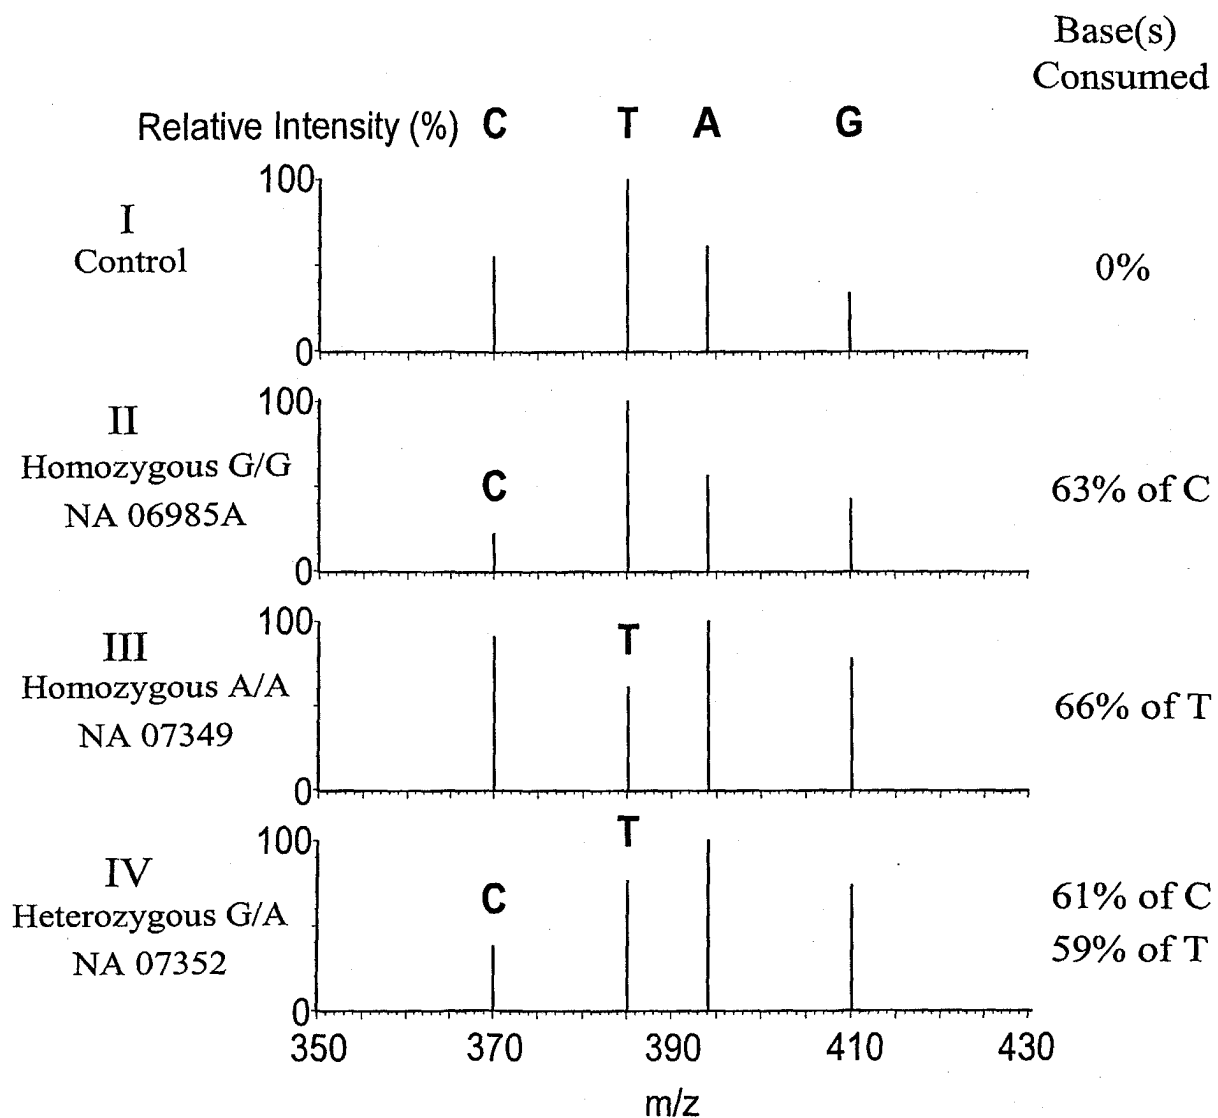 Base(s)
Consumed
Relative Intensity (%) C T A G
100
I
Control
0%
0
100
II
Homozygous G/G
NA 06985A
C
63% of C
0
100
III
Homozygous A/A
NA 07349
T
66% of T
0
100
T
IV
Heterozygous G/A
NA 07352
C
61% of C
59% of T
0
350 370 390 410 430
m/z